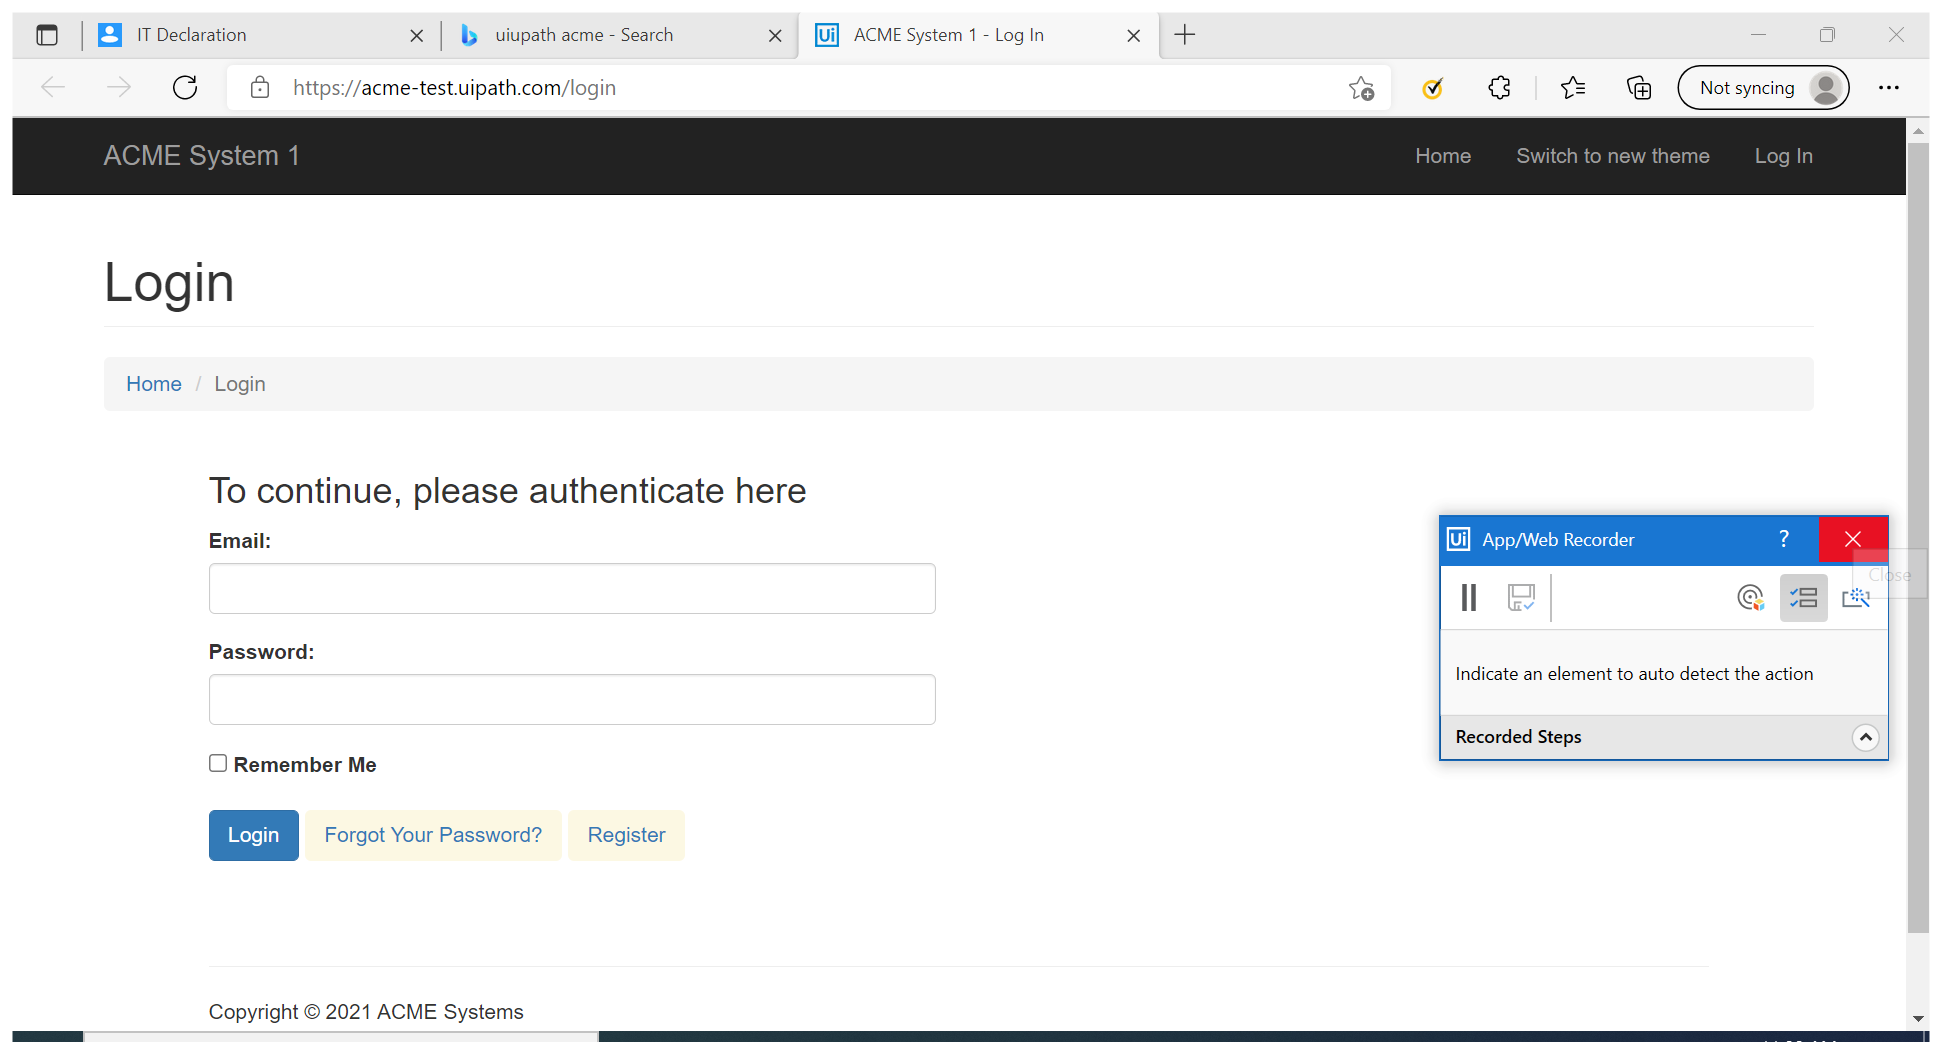 IT Declaration
uiupath acme - Search
Ui ACME System 1 - Log In
https://acme-test.uipath.com/login
Not syncing
ACME System 1
Home Switch to new theme Log In
Login
Home / Login
To continue, please authenticate here
Email:
Password:
Remember Me
Login Forgot Your Password? Register
Copyright © 2021 ACME Systems
Ui App/Web Recorder ?
Close
Indicate an element to auto detect the action
Recorded Steps